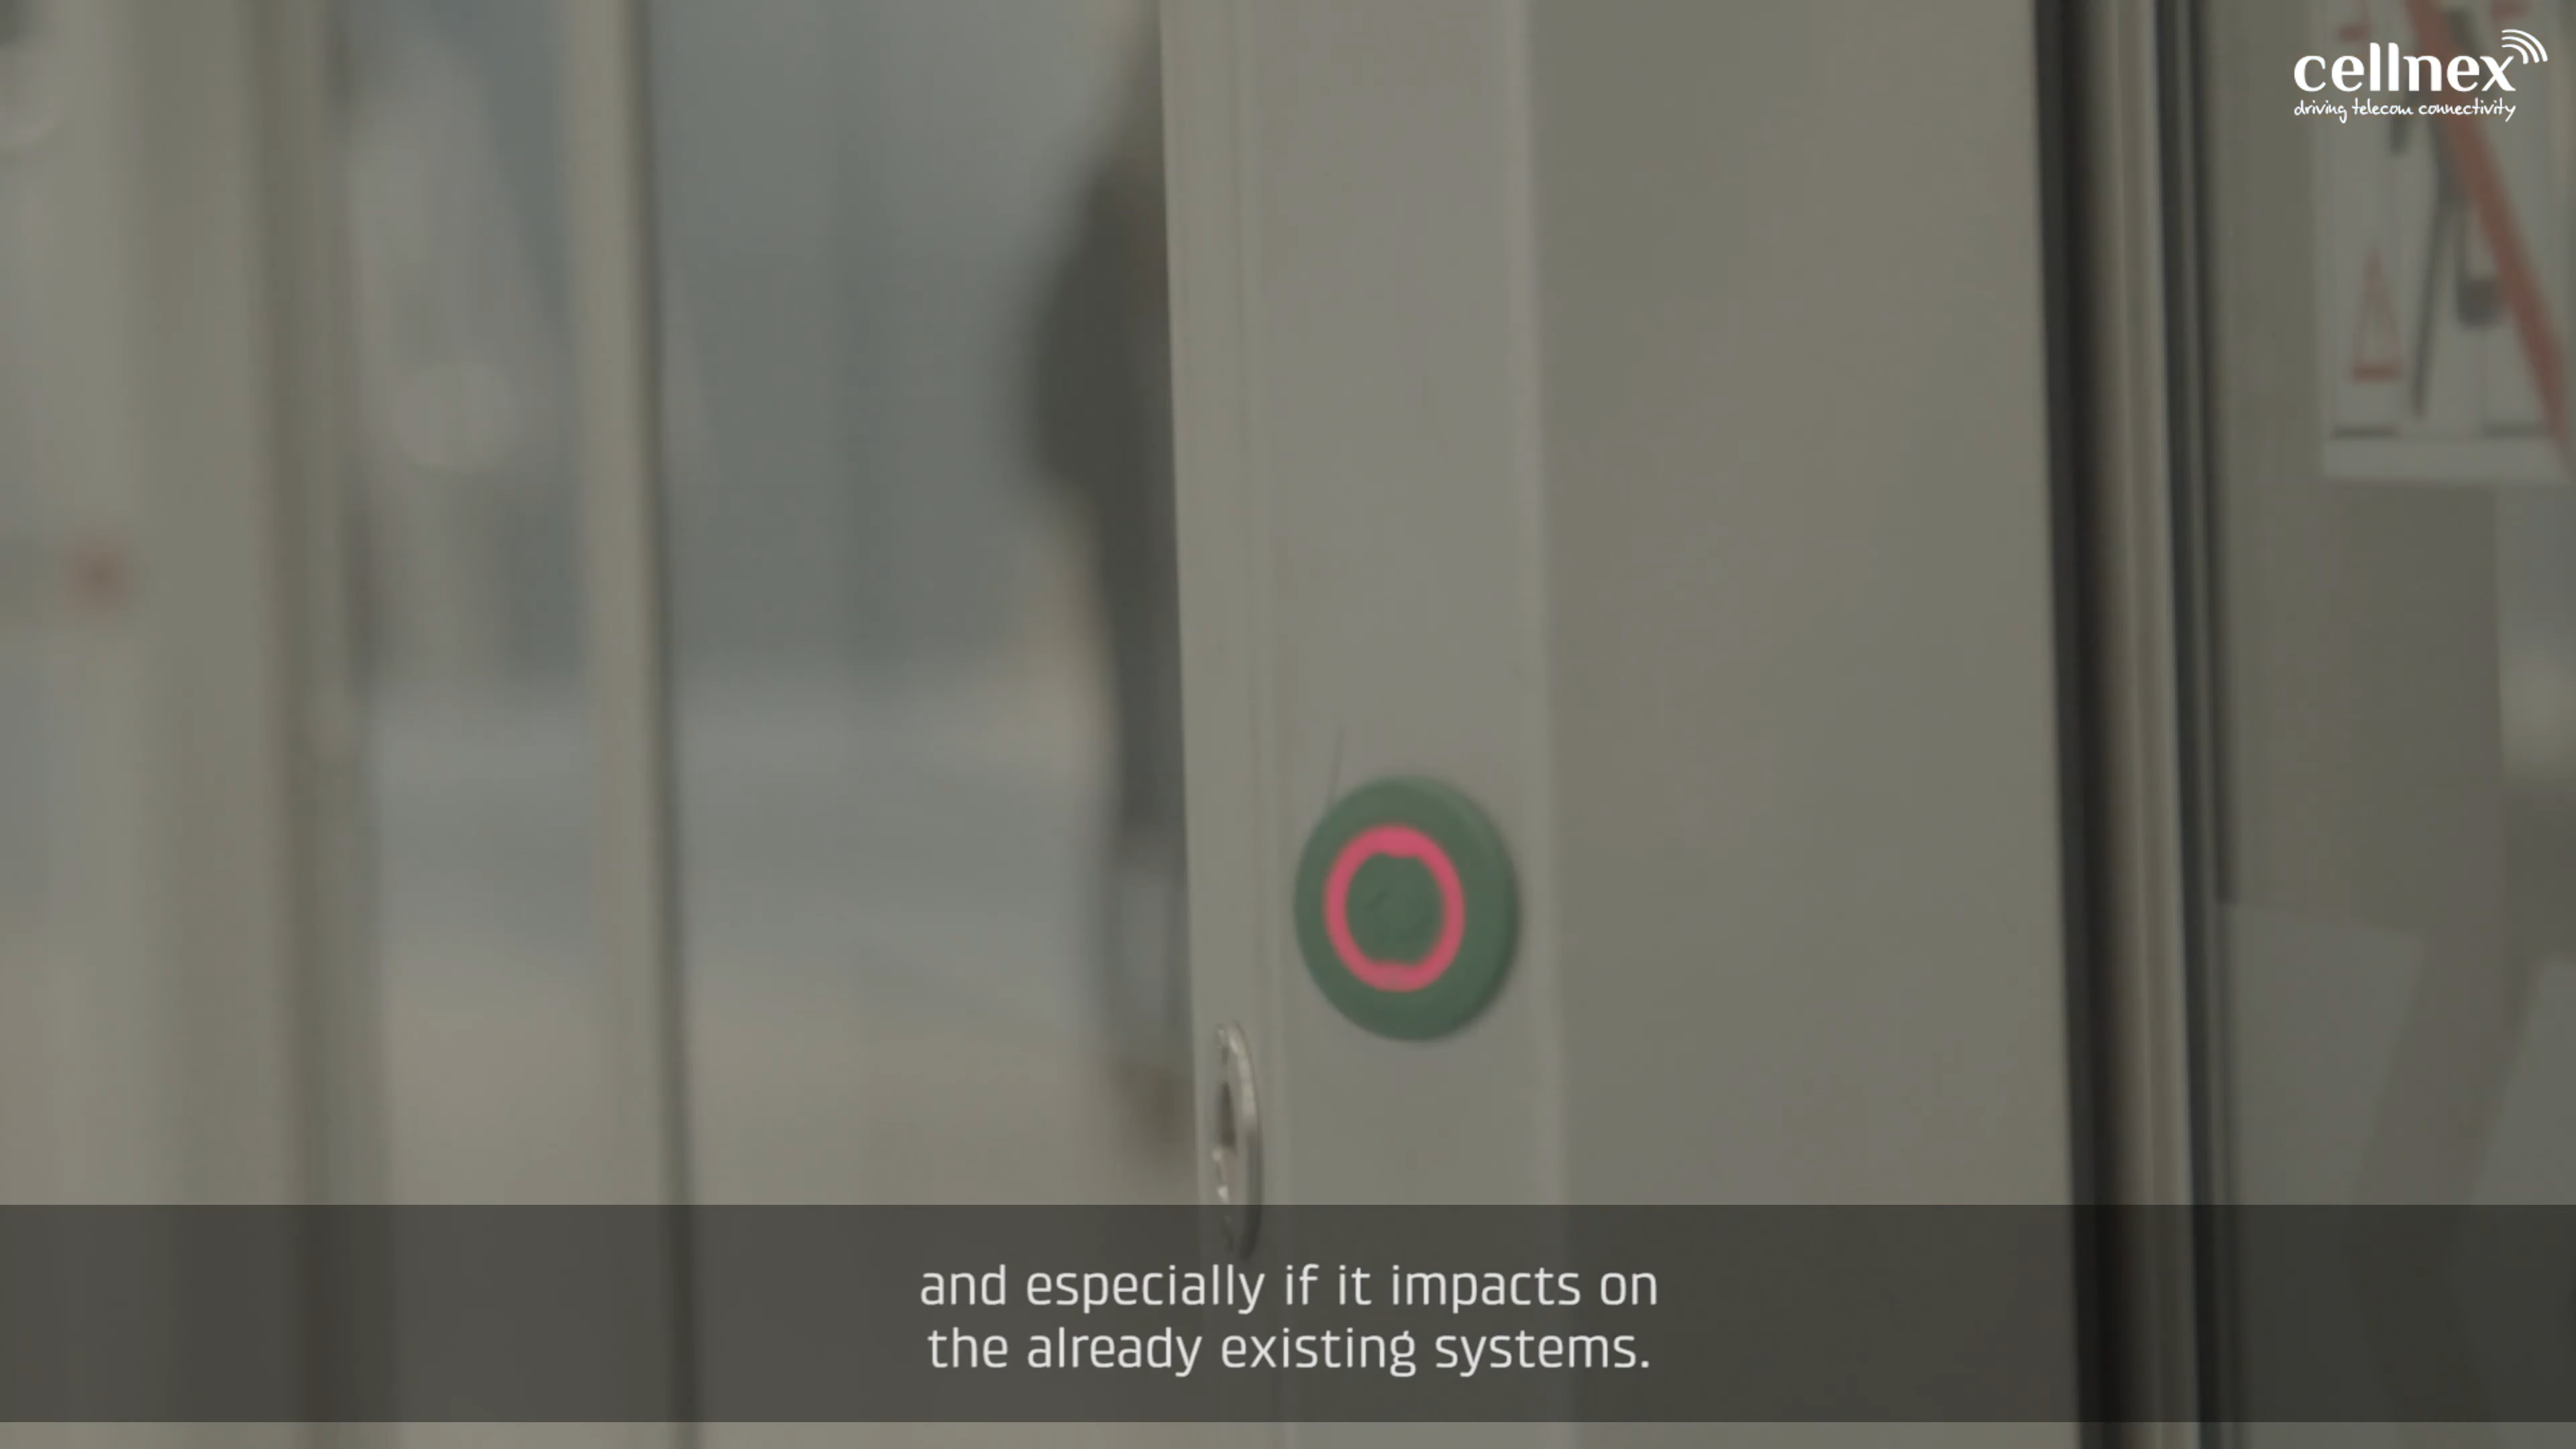 cellnex
driving telecom connectivity
and especially if it impacts on
the already existing systems.